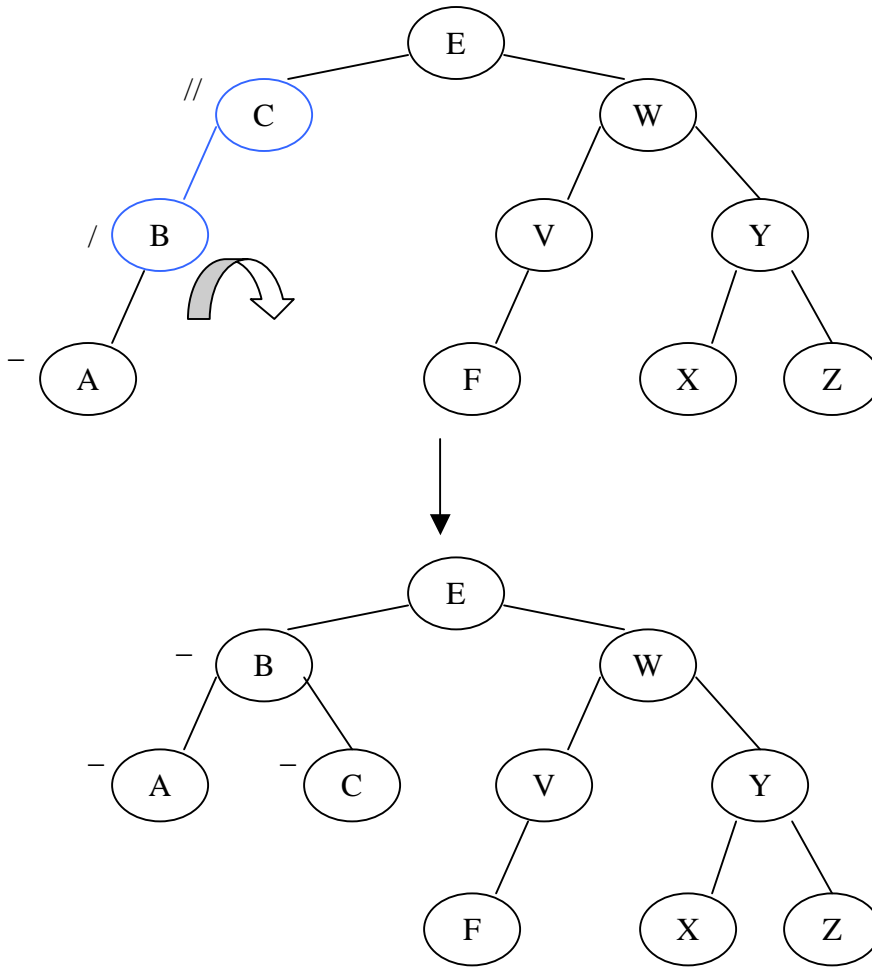 E
// C W
/ B V Y
– A F X Z
E
– B W
– A – C V Y
F X Z